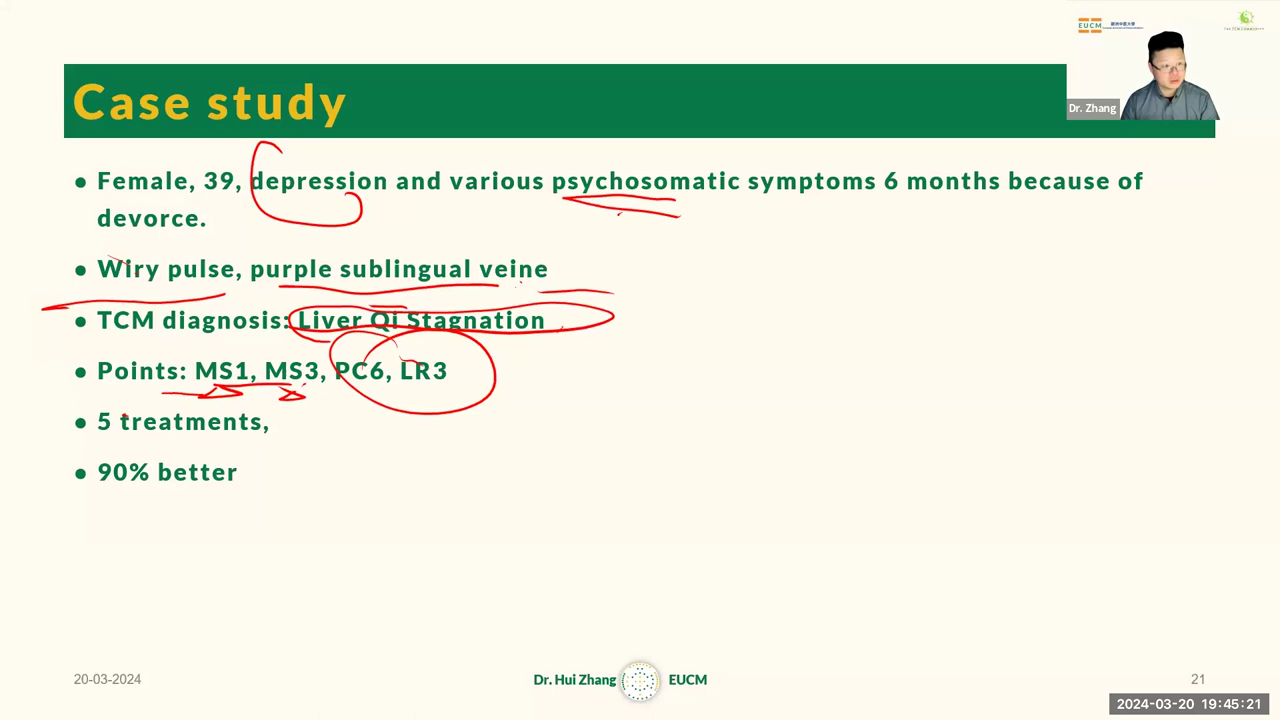 EUCM
Case study
Dr. Zhang
• Female, 39, depression and various psychosomatic symptoms 6 months because of
devorce.
• Wiry pulse, purple sublingual veine
• TCM diagnosis: Liver Qi Stagnation
• Points: MS1, MS3, PC6, LR3
• 5 treatments,
• 90% better
20-03-2024
Dr. Hui Zhang
EUCM
21
2024-03-20 19:45:21